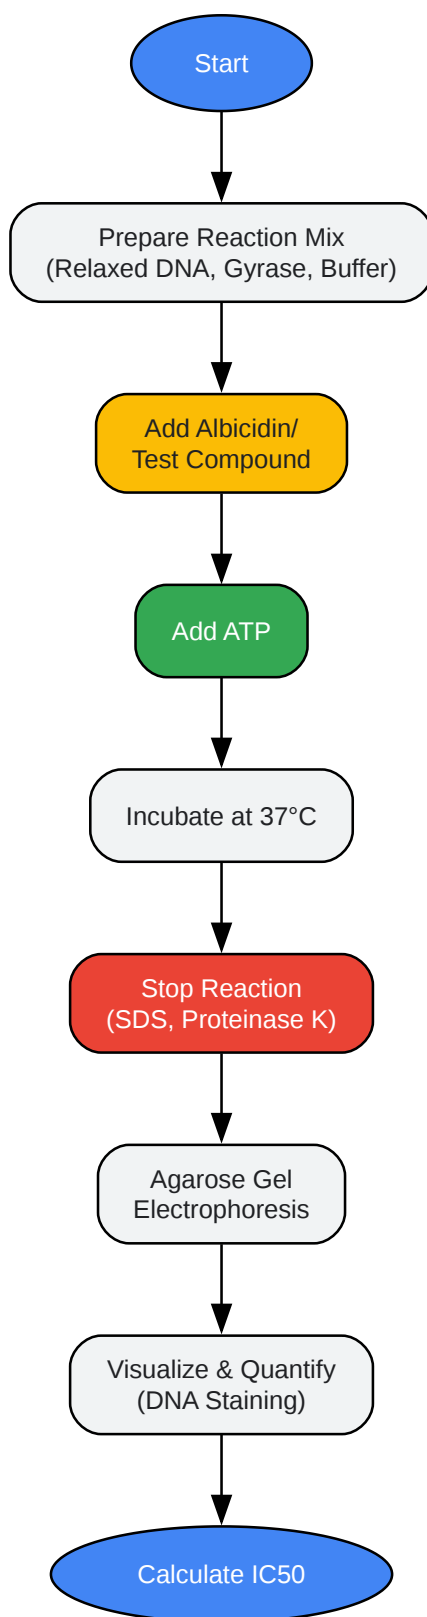 Start
Prepare Reaction Mix
(Relaxed DNA, Gyrase, Buffer)
Add Albicidin/
Test Compound
Add ATP
Incubate at 37°C
Stop Reaction
(SDS, Proteinase K)
Agarose Gel
Electrophoresis
Visualize & Quantify
(DNA Staining)
Calculate IC50